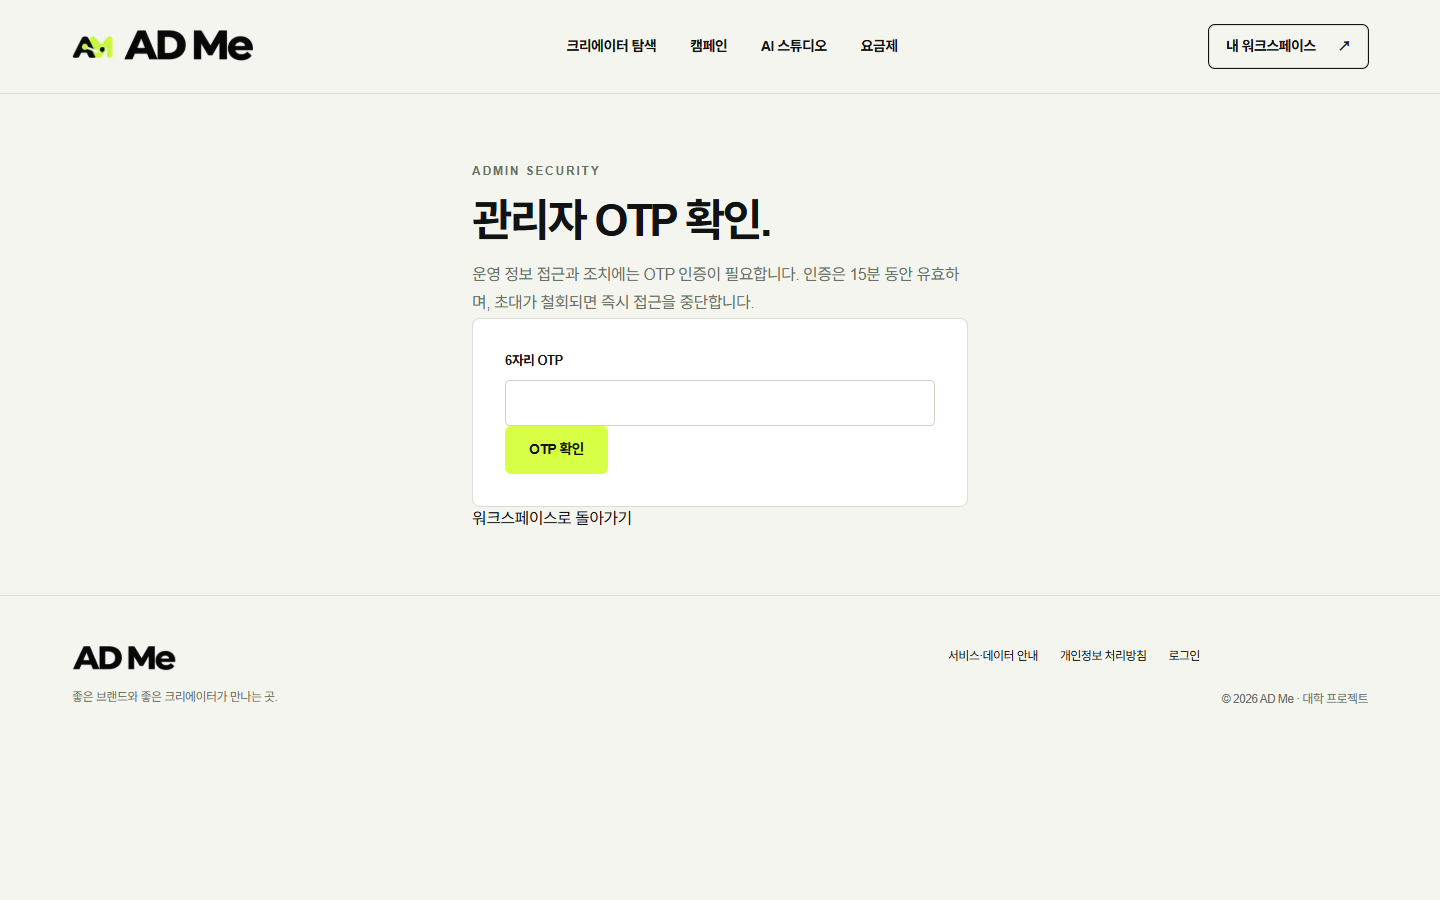 AM AD Me
크리에이터 탐색 캠페인 AI 스튜디오 요금제
내 워크스페이스 ↗
ADMIN SECURITY
관리자 OTP 확인.
운영 정보 접근과 조치에는 OTP 인증이 필요합니다. 인증은 15분 동안 유효하
며, 초대가 철회되면 즉시 접근을 중단합니다.
6자리 OTP
OTP 확인
워크스페이스로 돌아가기
AD Me
좋은 브랜드와 좋은 크리에이터가 만나는 곳.
서비스·데이터 안내 개인정보 처리방침 로그인
© 2026 AD Me · 대학 프로젝트